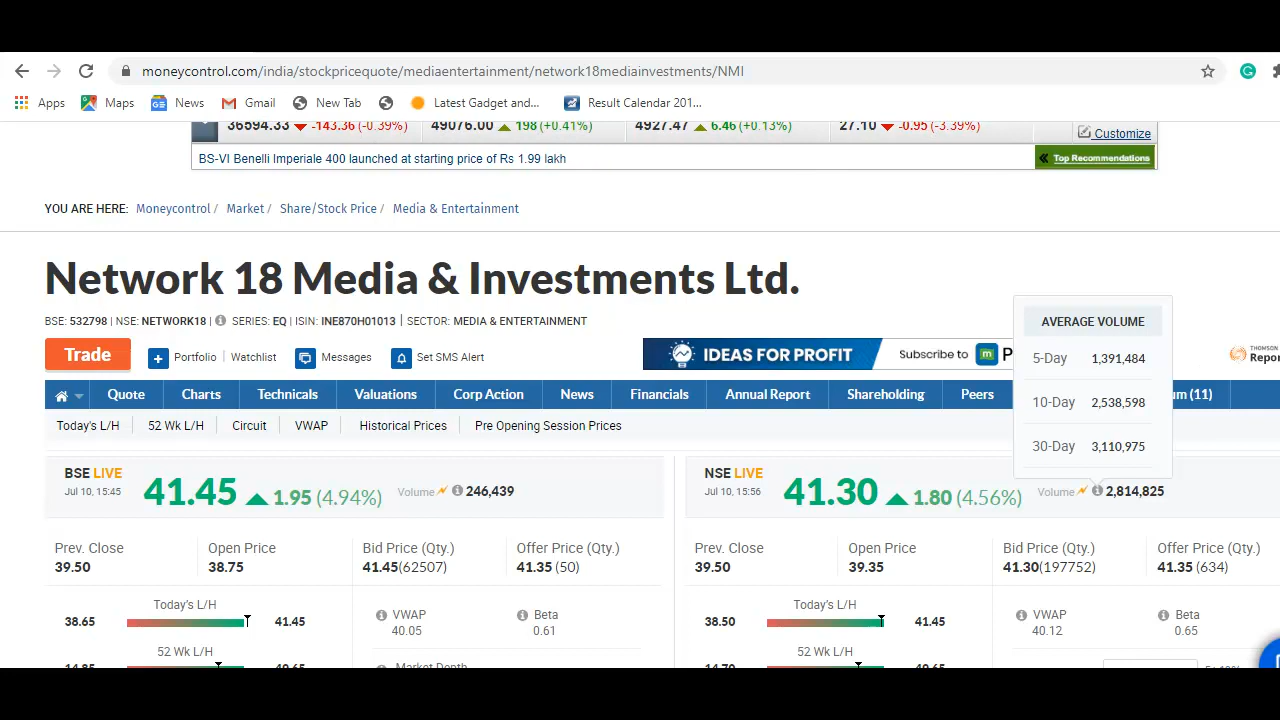 moneycontrol.com/india/stockpricequote/mediaentertainment/network18mediainvestments/NMI
Apps Maps News Gmail New Tab Latest Gadget and... Result Calendar 201...
36594.33 -143.36 (-0.39%) 49076.00 198 (+0.41%) 4927.47 6.46 (+0.13%) 27.10 -0.95 (-3.39%) Customize
BS-VI Benelli Imperiale 400 launched at starting price of Rs 1.99 lakh Top Recommendations
YOU ARE HERE: Moneycontrol / Market / Share/Stock Price / Media & Entertainment
Network 18 Media & Investments Ltd.
BSE: 532798 | NSE: NETWORK18 | SERIES: EQ | ISIN: INE870H01013 | SECTOR: MEDIA & ENTERTAINMENT
Trade Portfolio | Watchlist Messages Set SMS Alert IDEAS FOR PROFIT Subscribe to m P
THOMSON
Repor
AVERAGE VOLUME
5-Day 1,391,484
10-Day 2,538,598
30-Day 3,110,975
Quote Charts Technicals Valuations Corp Action News Financials Annual Report Shareholding Peers um (11)
Today's L/H 52 Wk L/H Circuit VWAP Historical Prices Pre Opening Session Prices
BSE LIVE
Jul 10, 15:45
41.45 1.95 (4.94%) Volume 246,439
NSE LIVE
Jul 10, 15:56
41.30 1.80 (4.56%) Volume 2,814,825
Prev. Close Open Price Bid Price (Qty.) Offer Price (Qty.)
39.50 38.75 41.45(62507) 41.35 (50)
Prev. Close Open Price Bid Price (Qty.) Offer Price (Qty.)
39.50 39.35 41.30(197752) 41.35 (634)
Today's L/H
38.65 41.45
VWAP Beta
40.05 0.61
52 Wk L/H
Market Depth
Today's L/H
38.50 41.45
VWAP Beta
40.12 0.65
52 Wk L/H